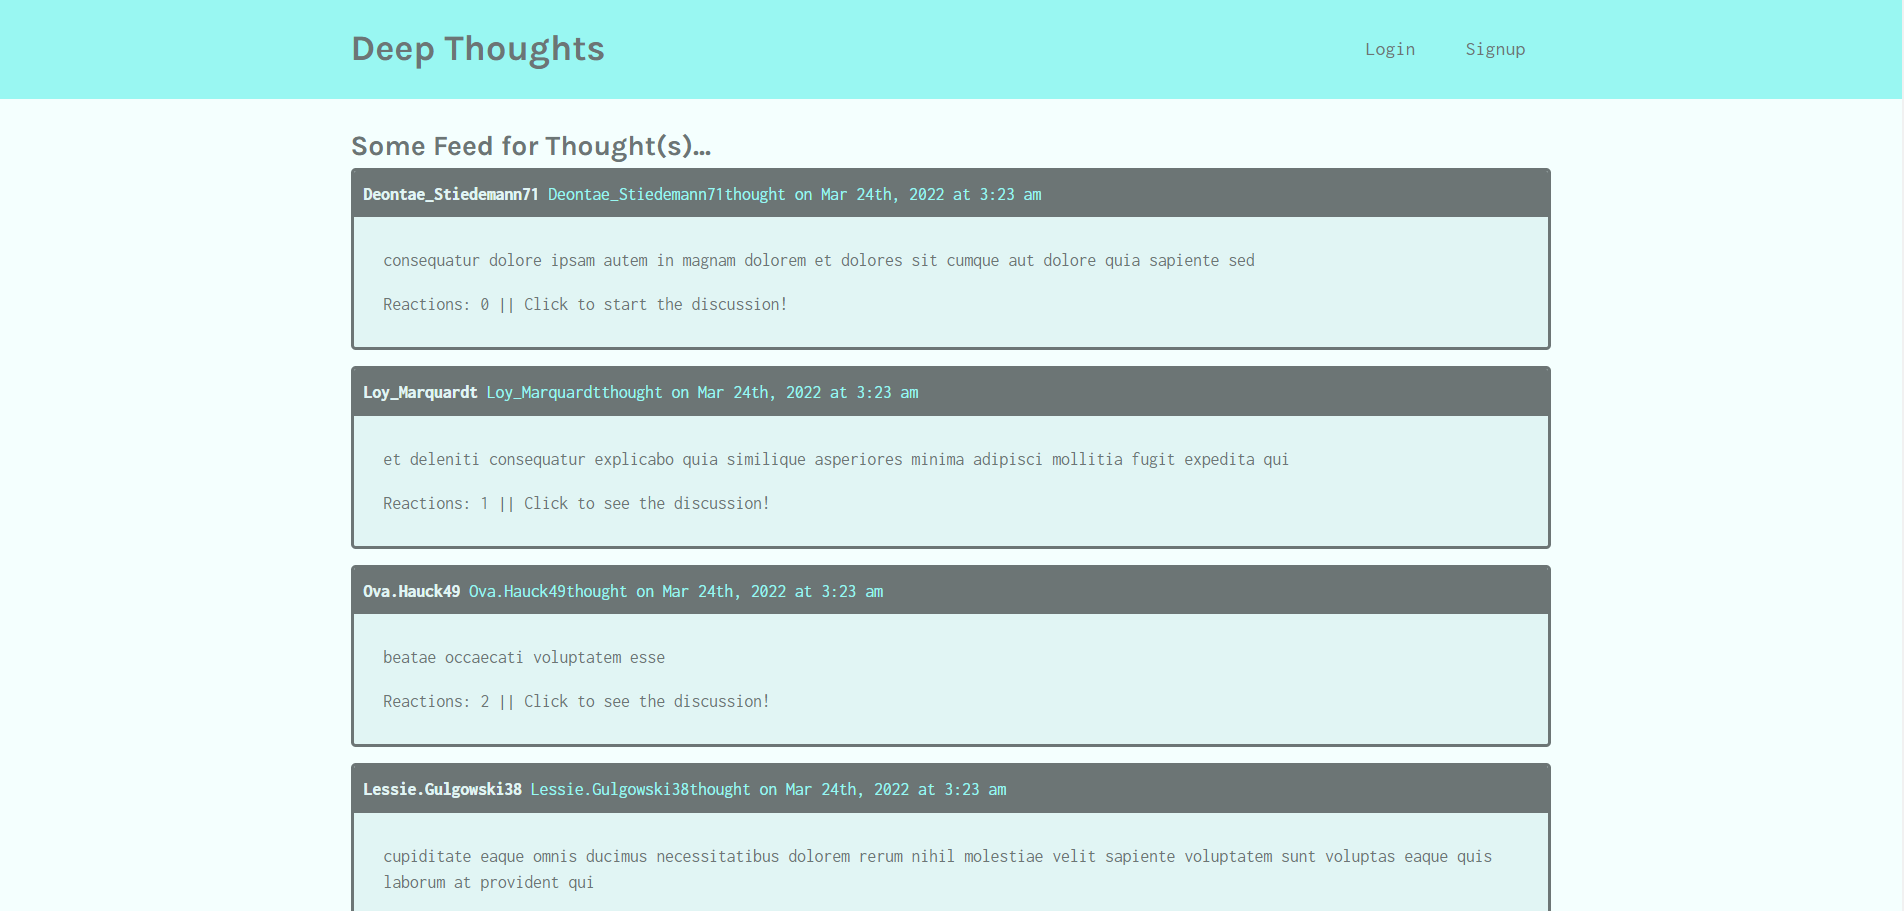 Deep Thoughts
Login Signup
Some Feed for Thought(s)...
Deontae_Stiedemann71 Deontae_Stiedemann71thought on Mar 24th, 2022 at 3:23 am
consequatur dolore ipsam autem in magnam dolorem et dolores sit cumque aut dolore quia sapiente sed
Reactions: 0 || Click to start the discussion!
Loy_Marquardt Loy_Marquardtthought on Mar 24th, 2022 at 3:23 am
et deleniti consequatur explicabo quia similique asperiores minima adipisci mollitia fugit expedita qui
Reactions: 1 || Click to see the discussion!
Ova.Hauck49 Ova.Hauck49thought on Mar 24th, 2022 at 3:23 am
beatae occaecati voluptatem esse
Reactions: 2 || Click to see the discussion!
Lessie.Gulgowski38 Lessie.Gulgowski38thought on Mar 24th, 2022 at 3:23 am
cupiditate eaque omnis ducimus necessitatibus dolorem rerum nihil molestiae velit sapiente voluptatem sunt voluptas eaque quis
laborum at provident qui